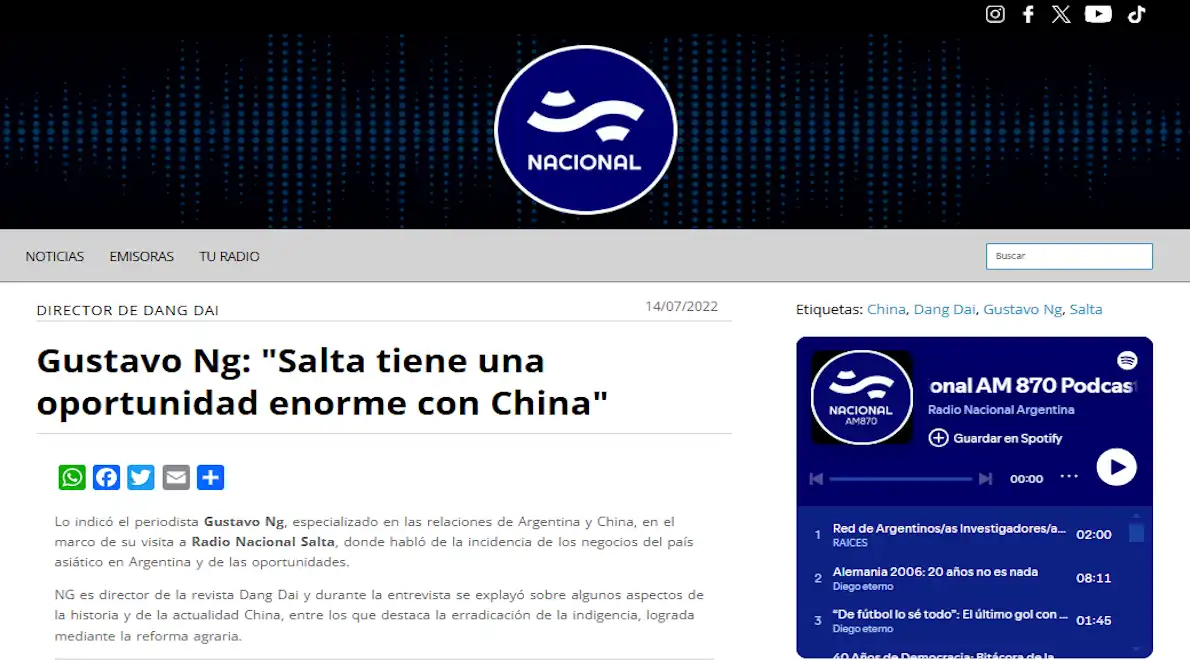 NACIONAL
NOTICIAS EMISORAS TU RADIO
Buscar
DIRECTOR DE DANG DAI
14/07/2022
Gustavo Ng: "Salta tiene una
oportunidad enorme con China"
Lo indicó el periodista Gustavo Ng, especializado en las relaciones de Argentina y China, en el
marco de su visita a Radio Nacional Salta, donde habló de la incidencia de los negocios del país
asiático en Argentina y de las oportunidades.
NG es director de la revista Dang Dai y durante la entrevista se explayó sobre algunos aspectos de
la historia y de la actualidad China, entre los que destaca la erradicación de la indigencia, lograda
mediante la reforma agraria.
Etiquetas: China, Dang Dai, Gustavo Ng, Salta
NACIONAL
AM870
onal AM 870 Podcas
Radio Nacional Argentina
Guardar en Spotify
00:00
1 Red de Argentinos/as Investigadores/a... 02:00
RAICES
2 Alemania 2006: 20 años no es nada 08:11
Diego eterno
3 “De fútbol lo sé todo”: El último gol con ... 01:45
Diego eterno
40 Años de Democracia: Bitácora de la